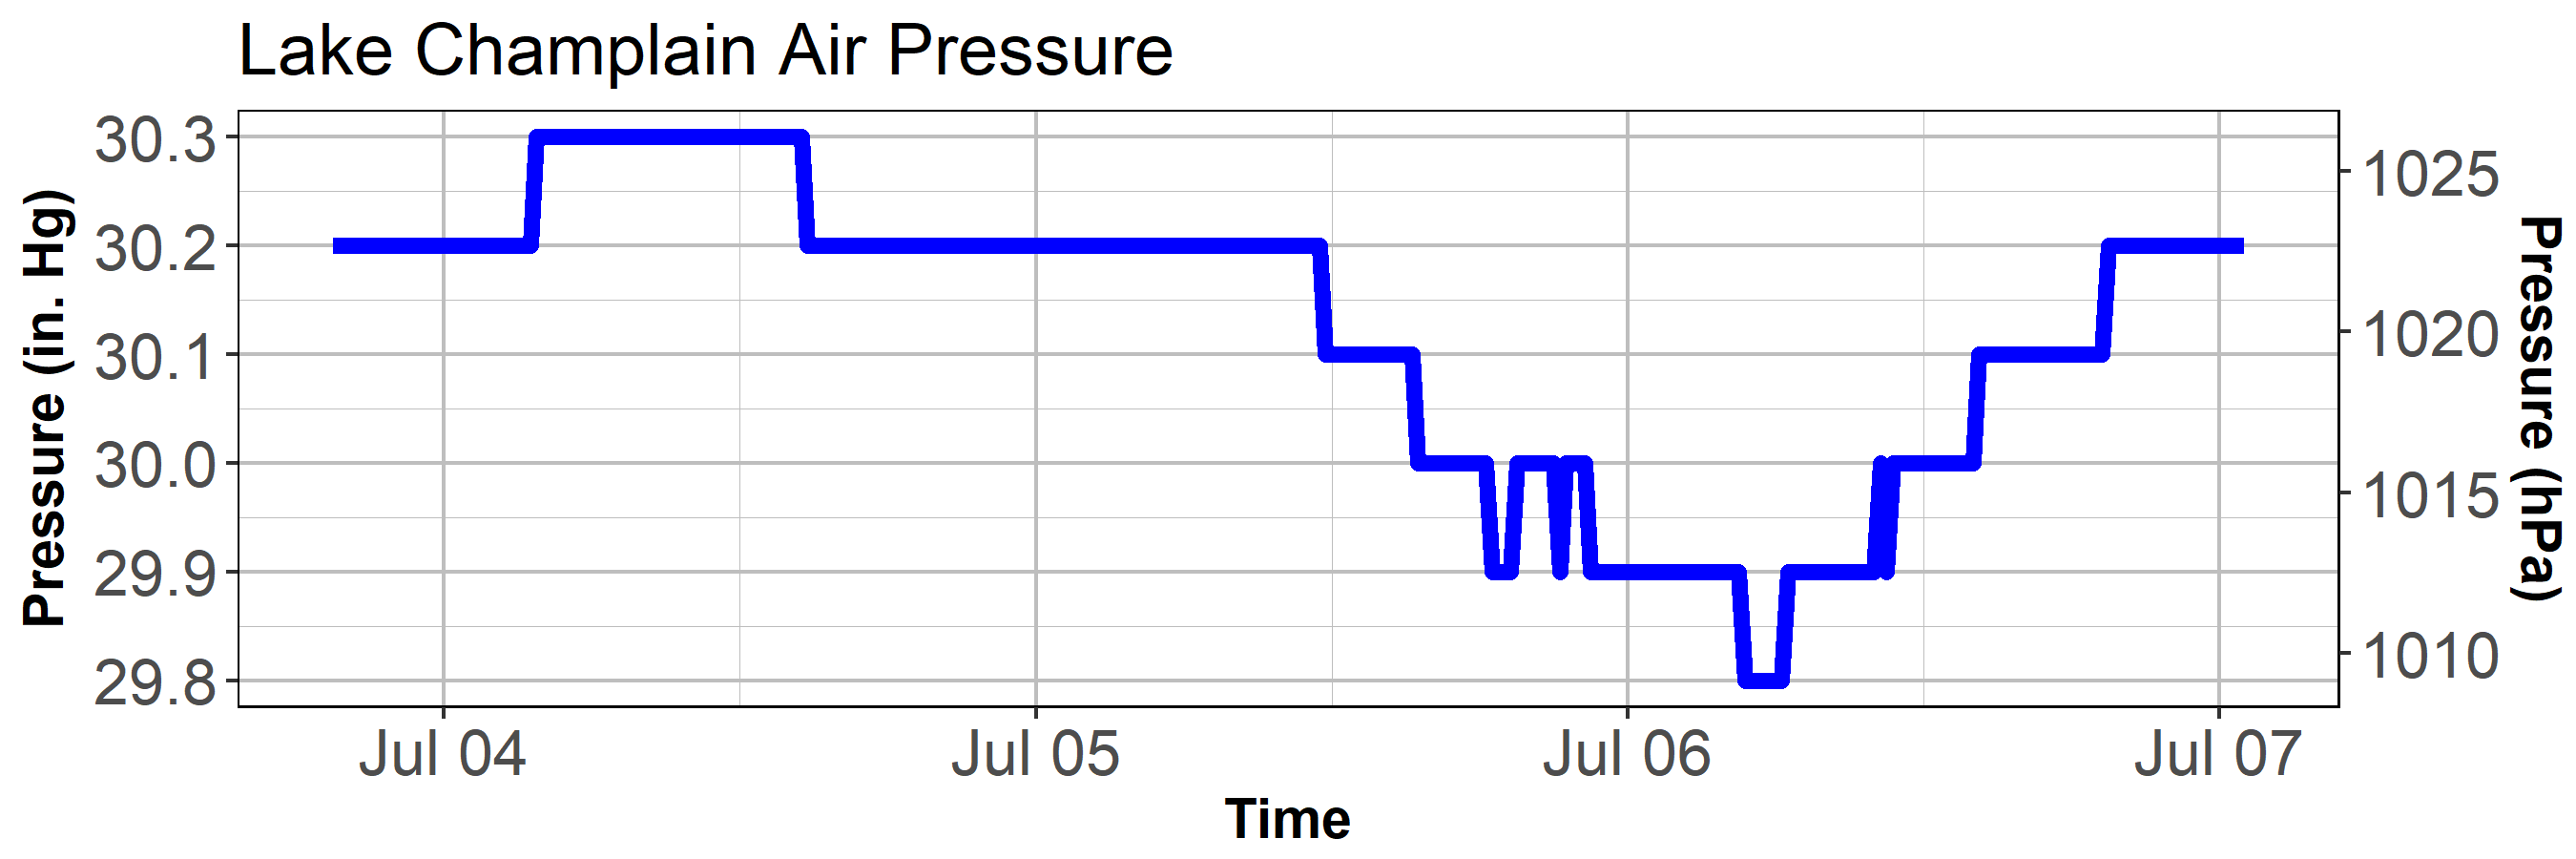 Lake Champlain Air Pressure
Pressure (in. Hg)
30.3
30.2
30.1
30.0
29.9
29.8
1025
1020
1015
1010
Pressure (hPa)
Jul 04 Jul 05 Jul 06 Jul 07
Time